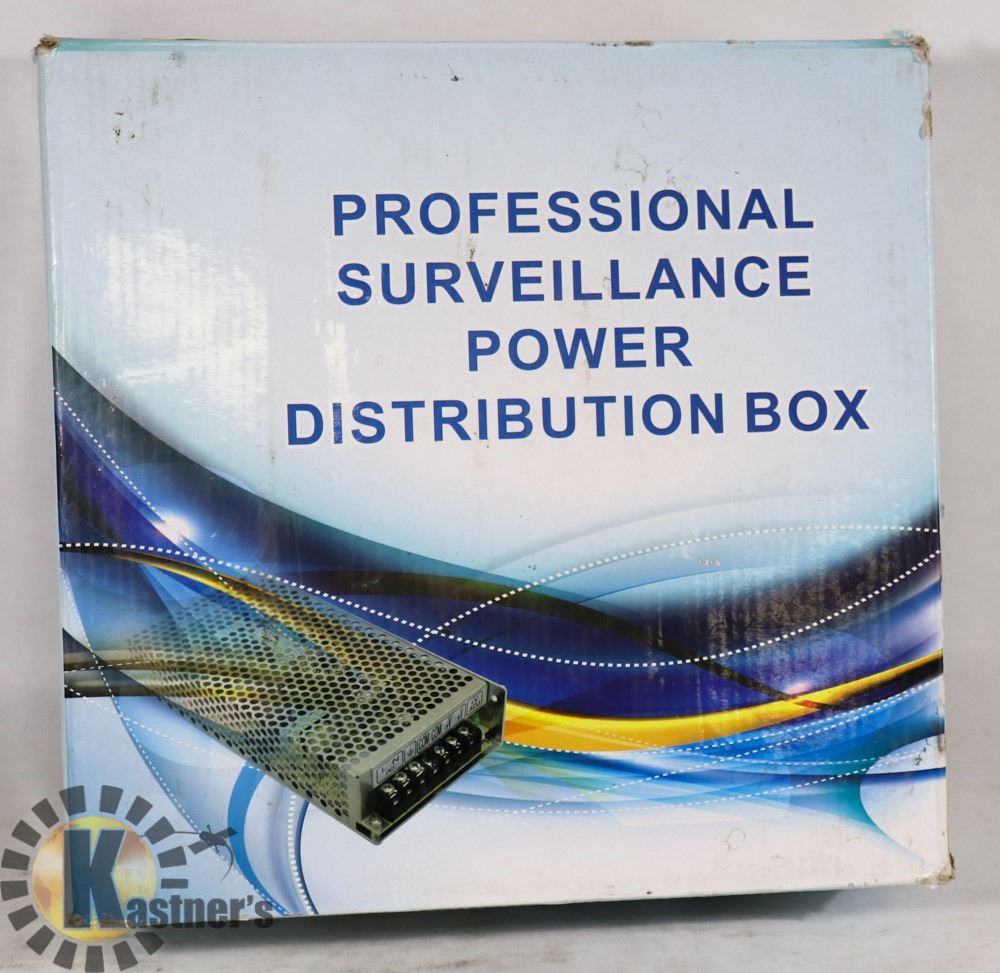 PROFESSIONAL
SURVEILLANCE
POWER
DISTRIBUTION BOX
Kastner's